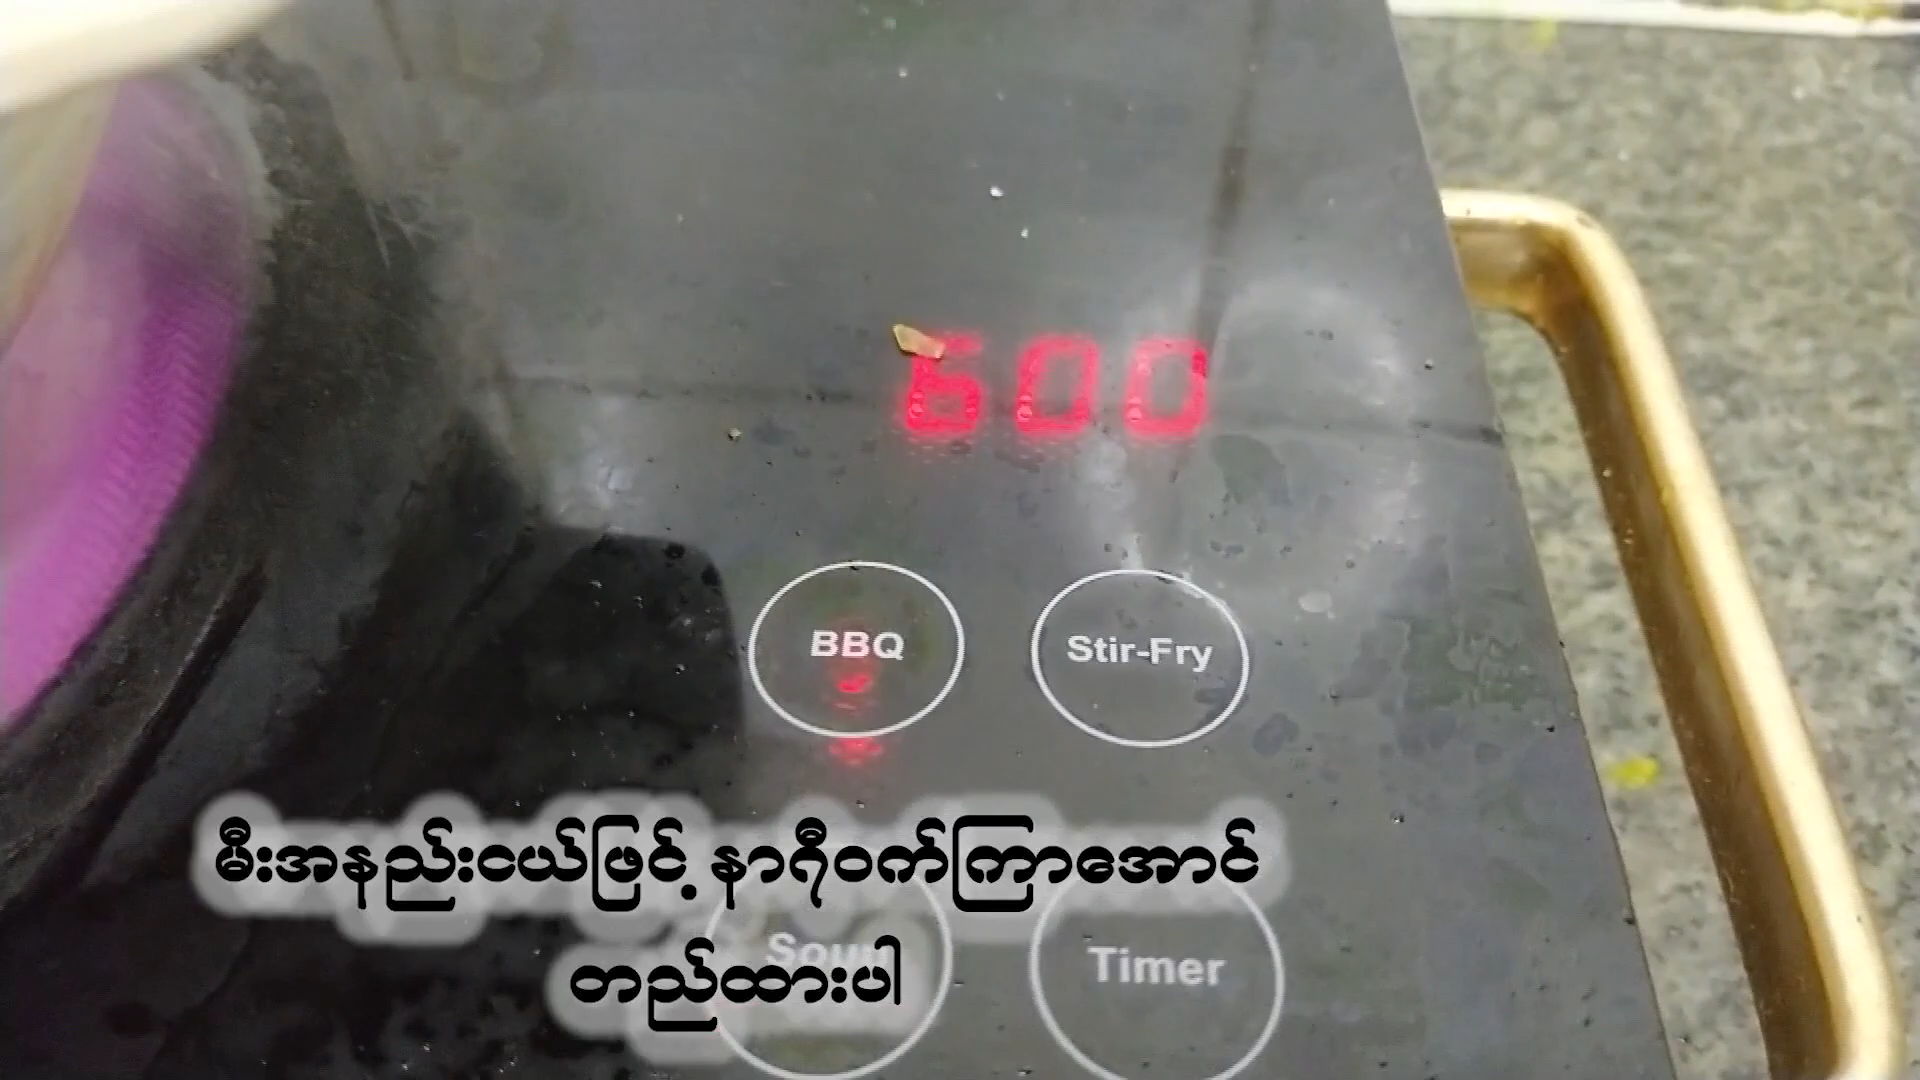 600
BBQ Stir-Fry
မီးအနည်းငယ်ဖြင့် နာရီဝက်ကြာအောင်
Soup Timer
တည်ထားပါ